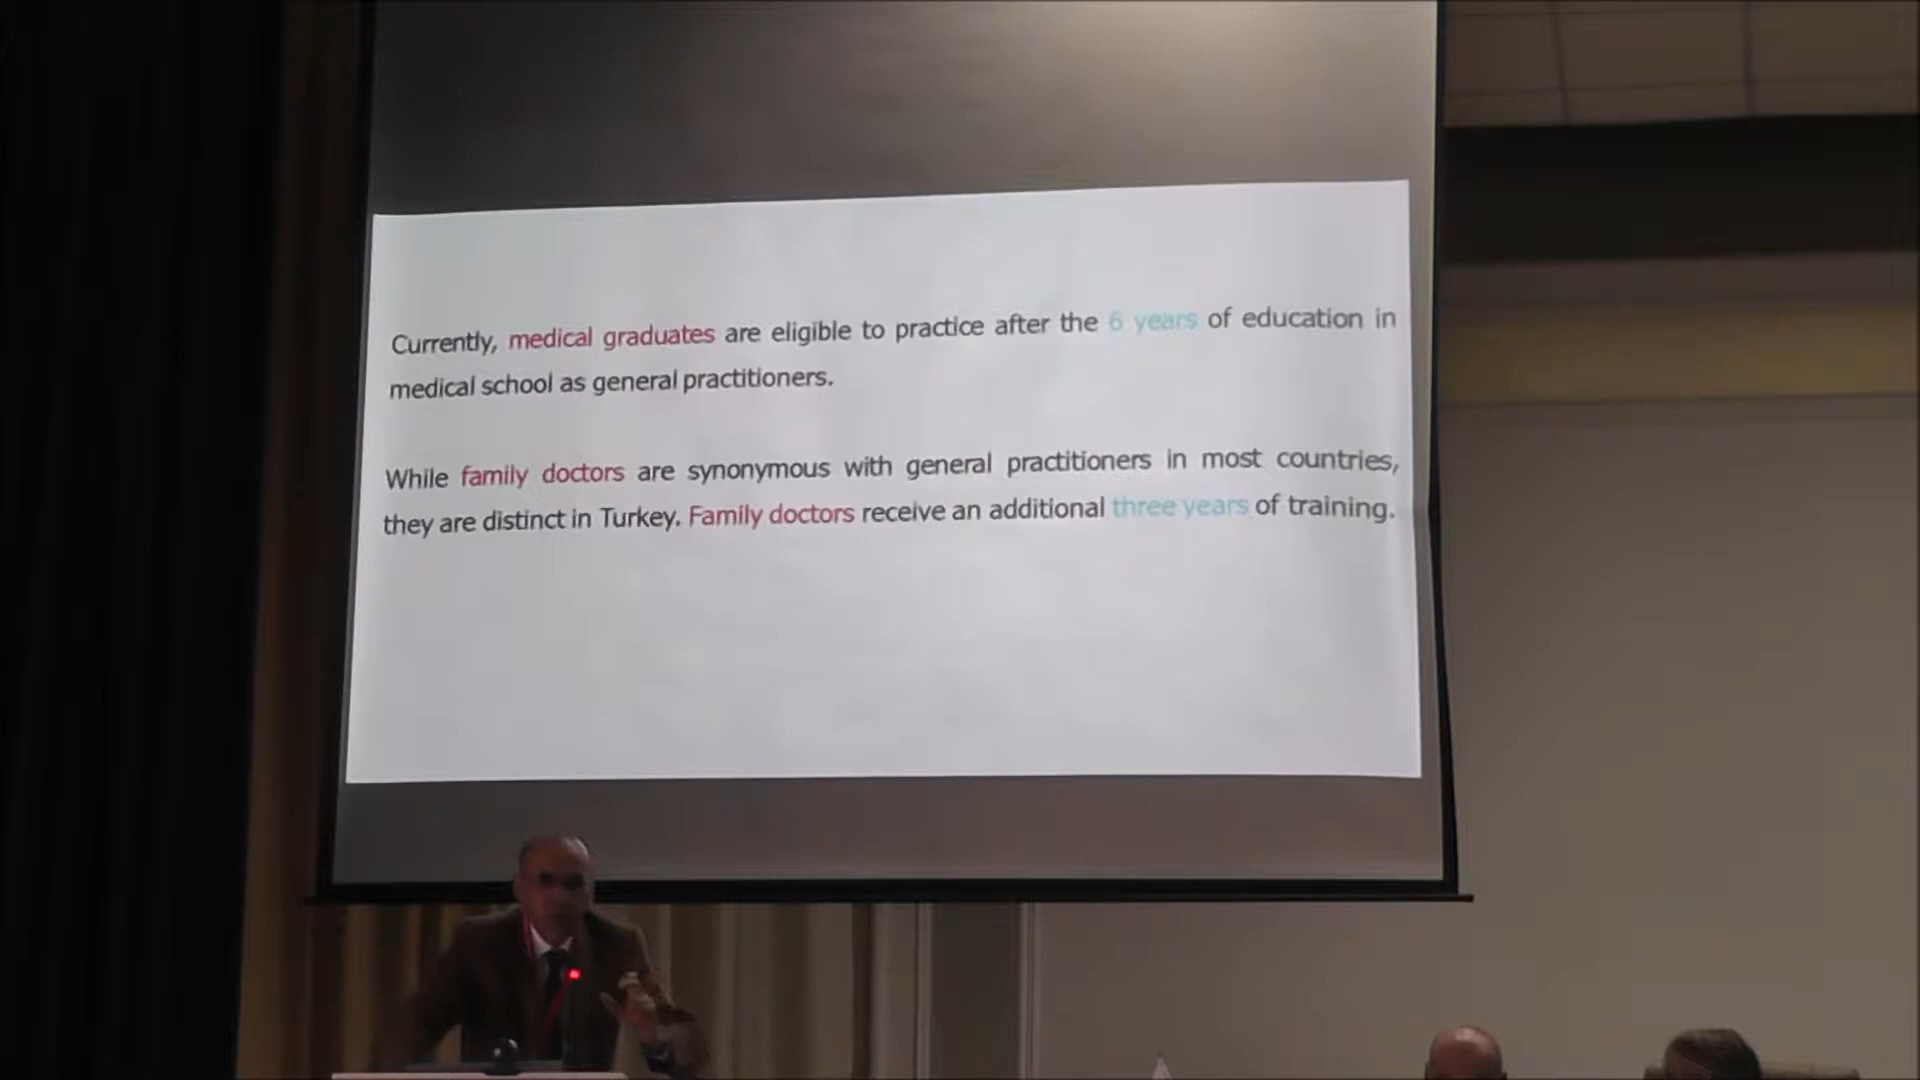 Currently, medical graduates are eligible to practice after the 6 years of education in
medical school as general practitioners.
While family doctors are synonymous with general practitioners in most countries,
they are distinct in Turkey. Family doctors receive an additional three years of training.